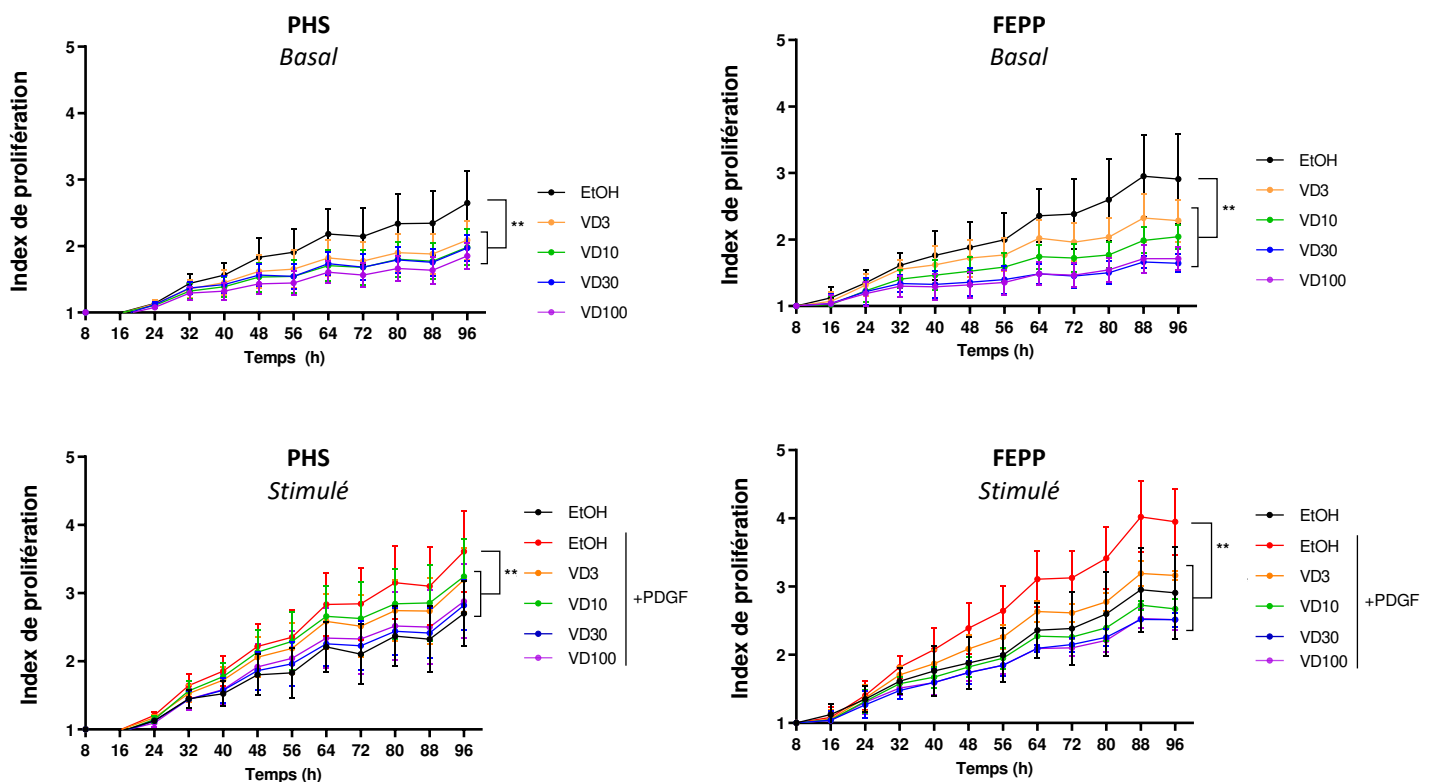 PHS
Basal
Index de prolifération
5
4
3
2
1
8 16 24 32 40 48 56 64 72 80 88 96
Temps (h)
**
EtOH
VD3
VD10
VD30
VD100
FEPP
Basal
Index de prolifération
5
4
3
2
1
8 16 24 32 40 48 56 64 72 80 88 96
Temps (h)
**
EtOH
VD3
VD10
VD30
VD100
PHS
Stimulé
Index de prolifération
5
4
3
2
1
8 16 24 32 40 48 56 64 72 80 88 96
Temps (h)
**
EtOH
EtOH
VD3
VD10
VD30
VD100
+PDGF
FEPP
Stimulé
Index de prolifération
5
4
3
2
1
8 16 24 32 40 48 56 64 72 80 88 96
Temps (h)
**
EtOH
EtOH
VD3
VD10
VD30
VD100
+PDGF